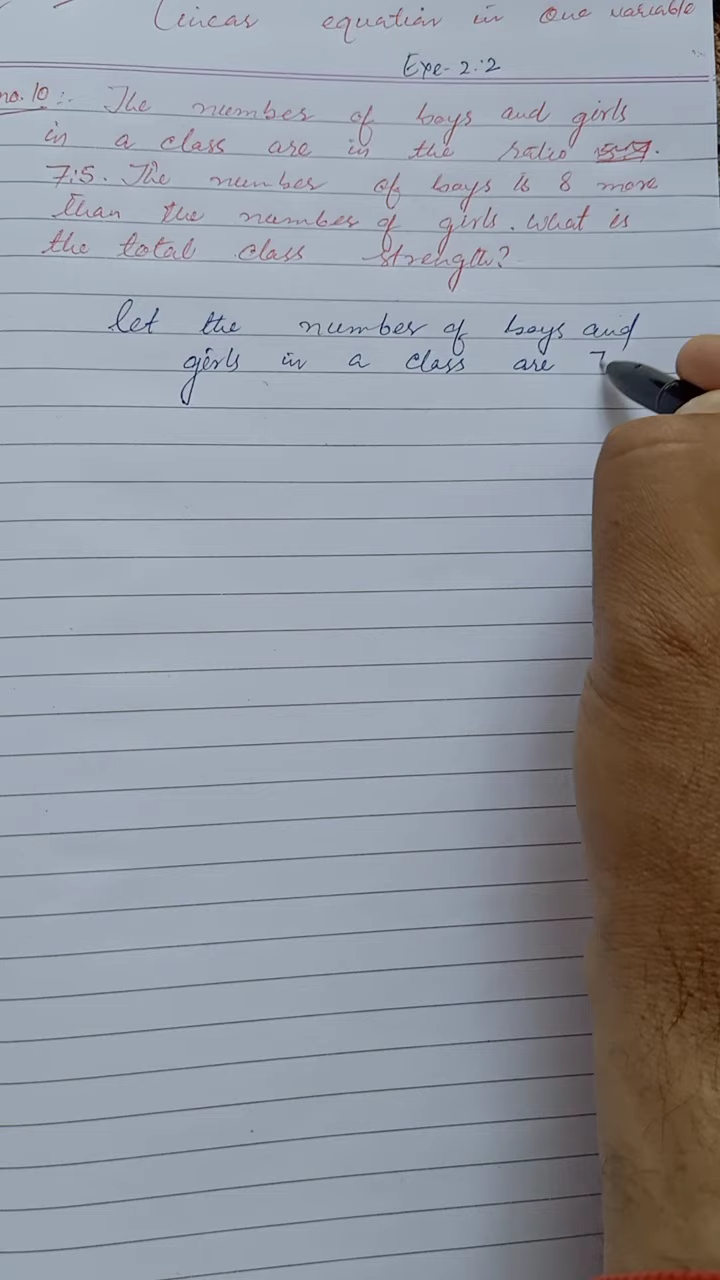 Linear equation in One variable
Exe- 2:2
no. 10:- The number of boys and girls
in a class are in the ratio
7:5. The number of boys is 8 more
than the number of girls. What is
the total class strength?
let the number of boys and
girls in a class are 7